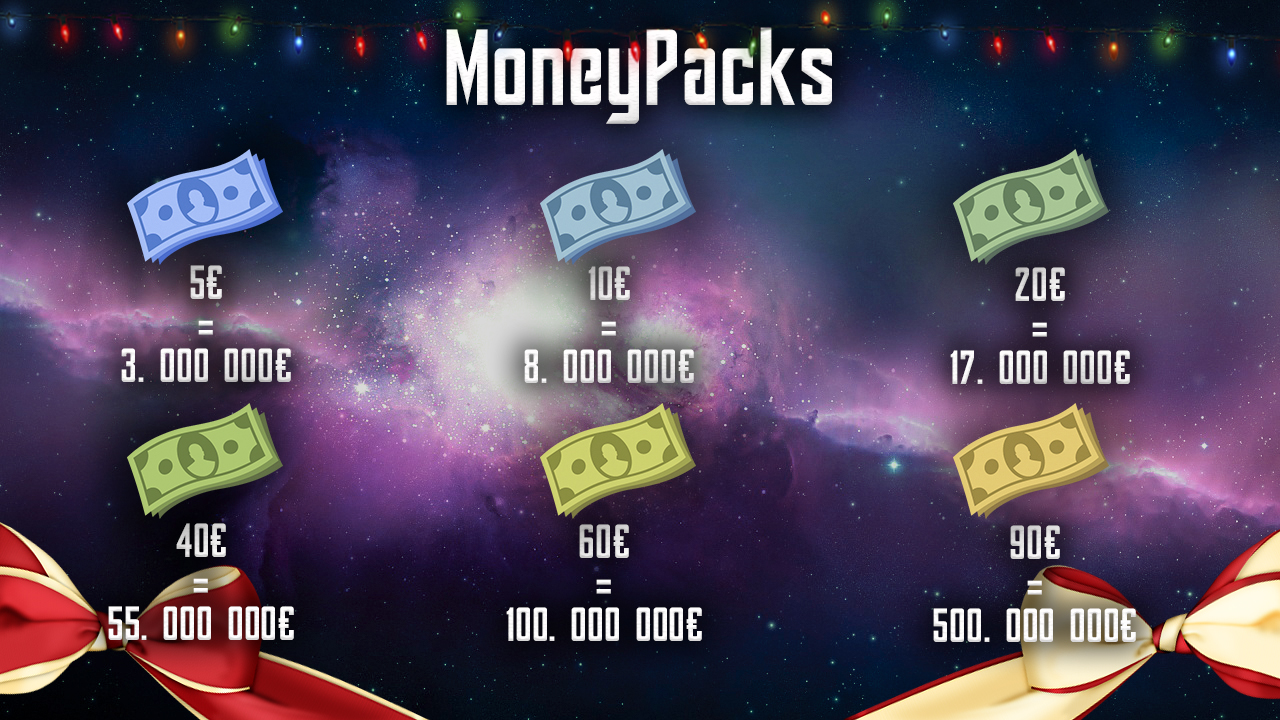 MoneyPacks
5€
=
3. 000 000€
10€
=
8. 000 000€
20€
=
17. 000 000€
40€
=
55. 000 000€
60€
=
100. 000 000€
90€
=
500. 000 000€